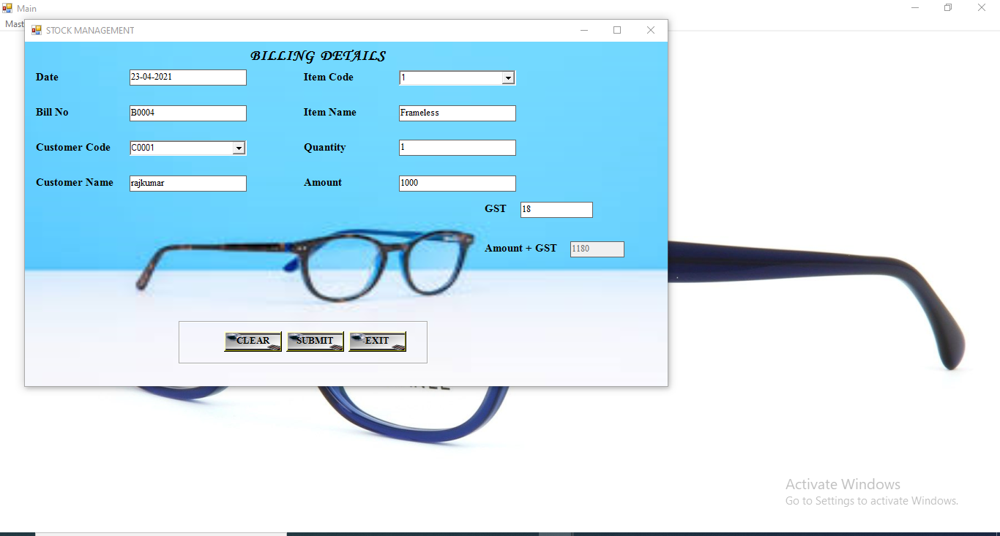 Main
Mast
STOCK MANAGEMENT
BILLING DETAILS
Date 23-04-2021 Item Code 1
Bill No B0004 Item Name Frameless
Customer Code C0001 Quantity 1
Customer Name rajkumar Amount 1000
GST 18
Amount + GST 1180
CLEAR SUBMIT EXIT
Activate Windows
Go to Settings to activate Windows.